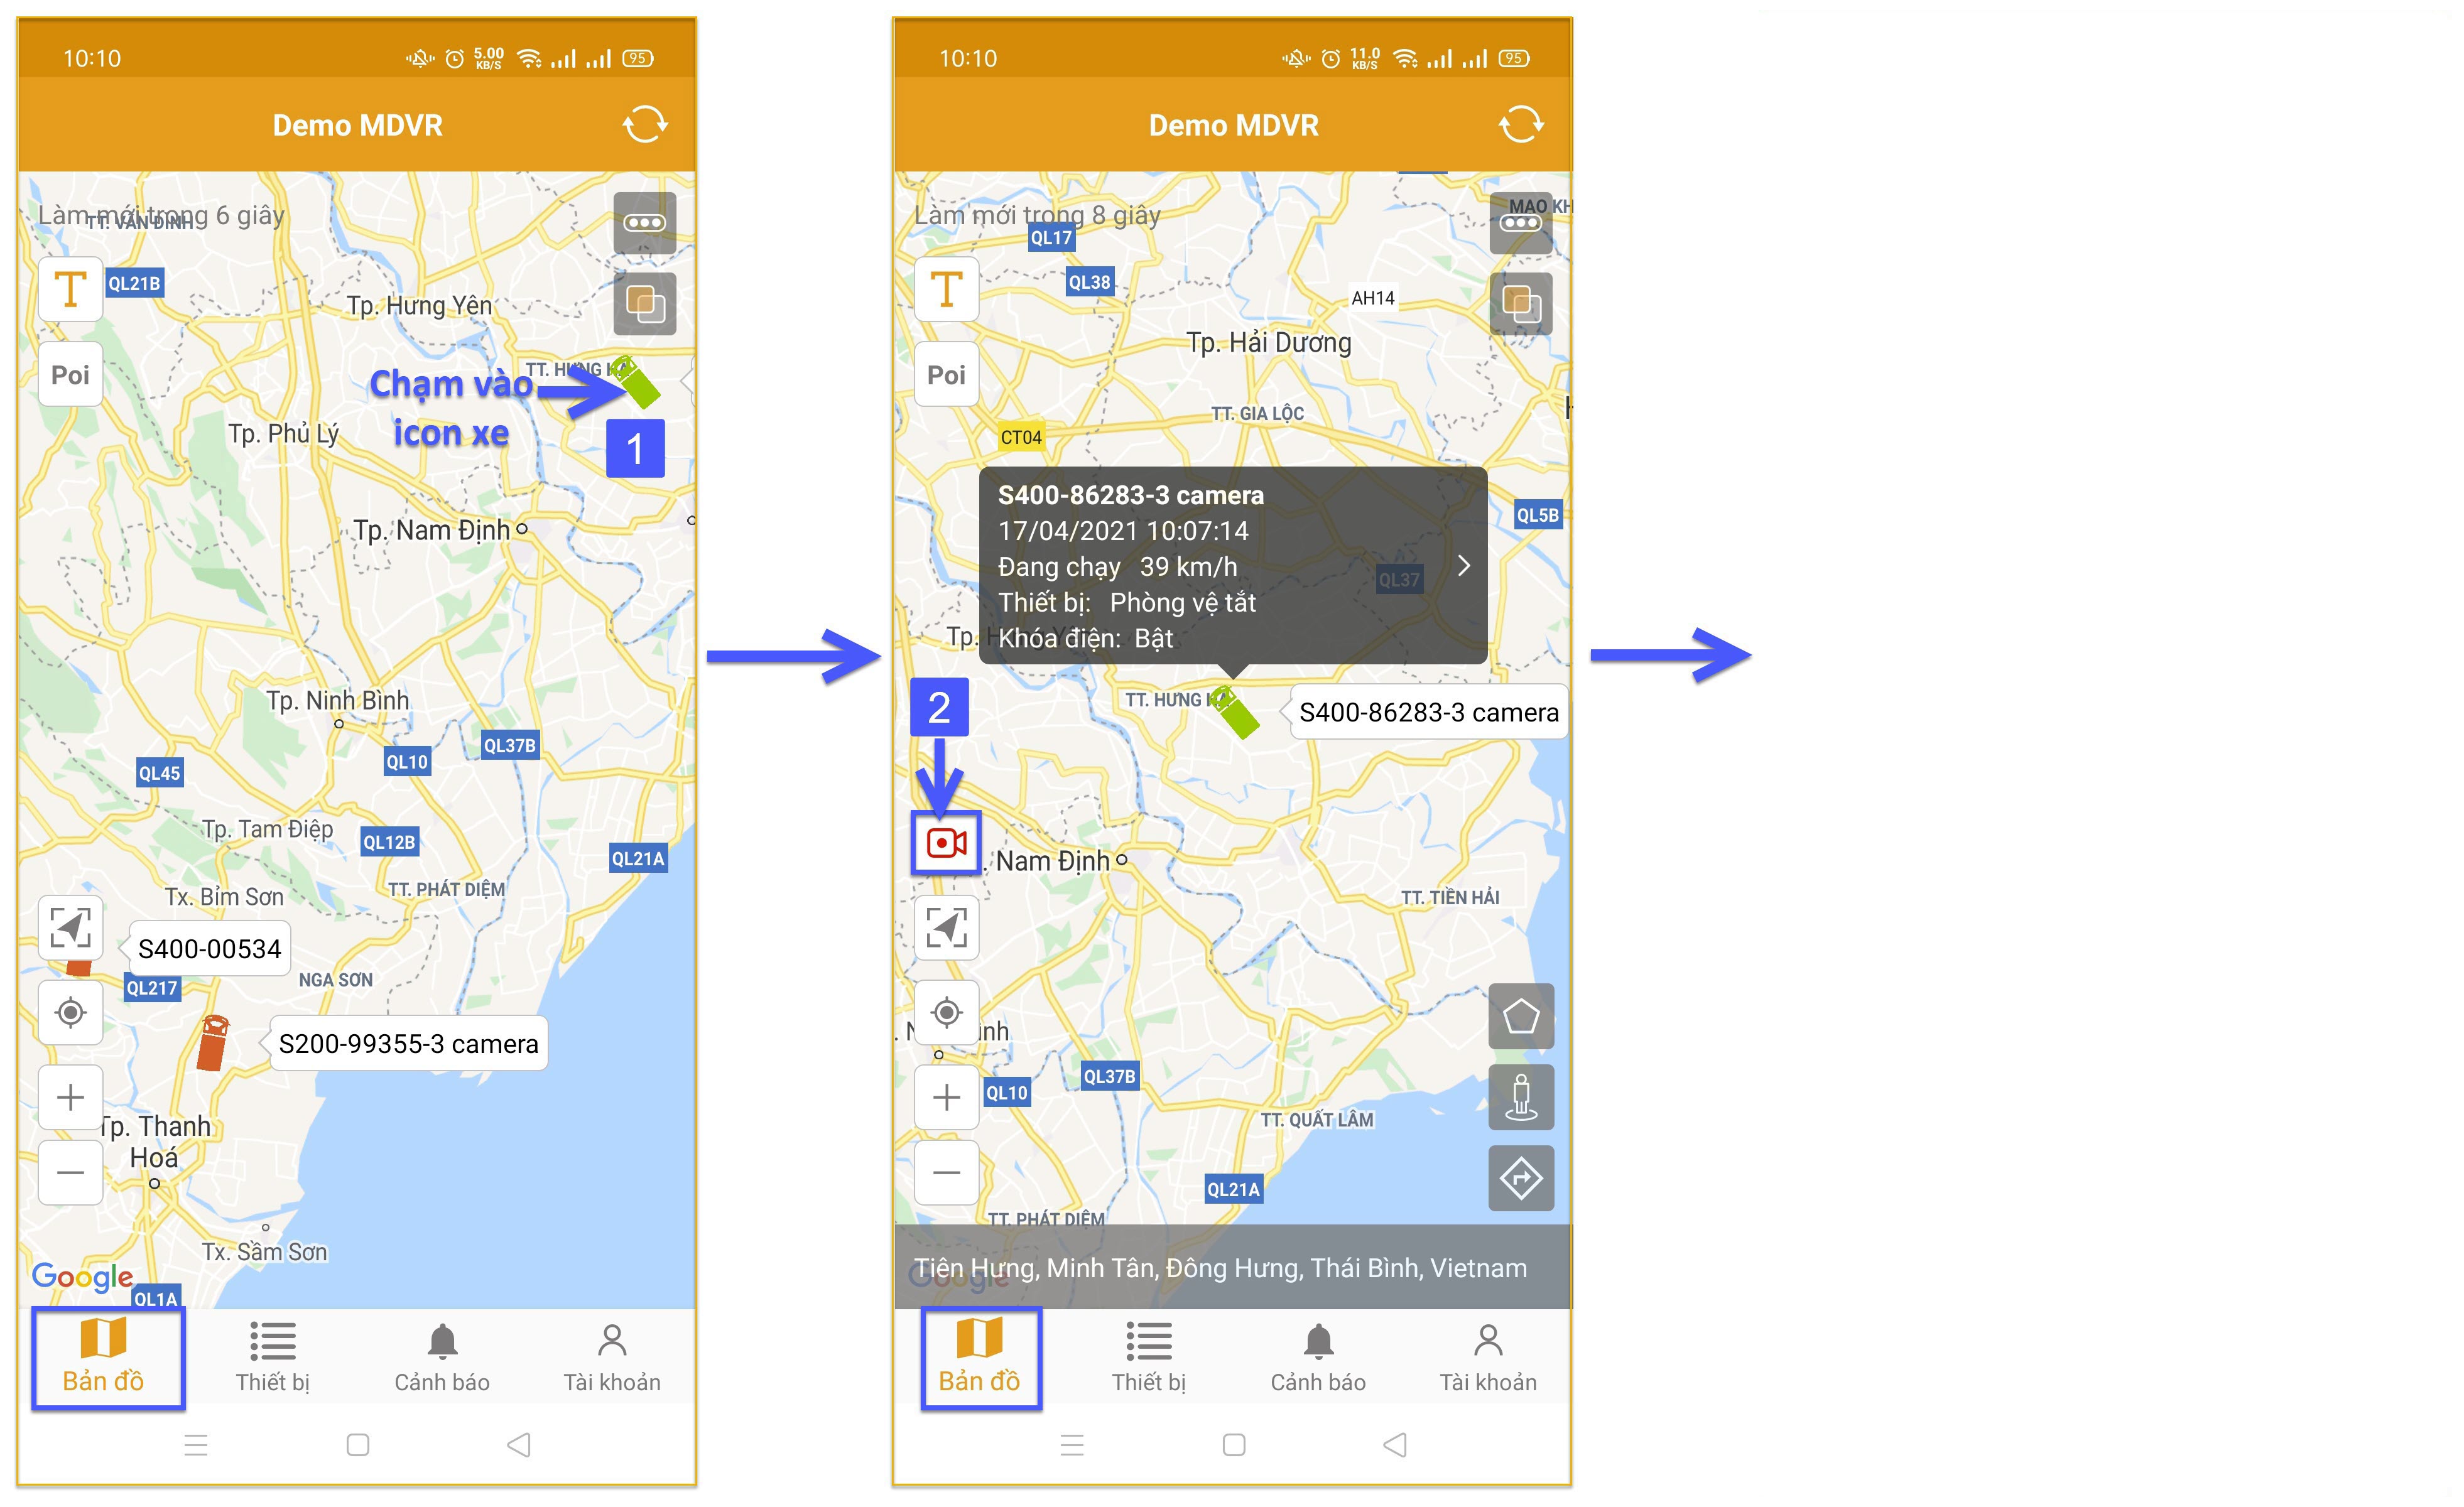 10:10
5.00
KB/S
95
Demo MDVR
Làm mới trong 6 giây
TT. VÂN ĐÌNH
T
QL21B
Tp. Hưng Yên
Poi
TT. HƯNG HÀ
Chạm vào
icon xe
1
Tp. Phủ Lý
Tp. Nam Định
Tp. Ninh Bình
QL37B
QL10
QL45
Tp. Tam Điệp
QL12B
QL21A
TT. PHÁT DIỆM
Tx. Bỉm Sơn
S400-00534
NGA SƠN
QL217
S200-99355-3 camera
Tp. Thanh
Hoá
Tx. Sầm Sơn
Google
QL1A
Bản đồ
Thiết bị
Cảnh báo
Tài khoản
10:10
11.0
KB/S
95
Demo MDVR
MAO KH
Làm mới trong 8 giây
QL17
T
QL38
AH14
Tp. Hải Dương
Poi
TT. GIA LỘC
H
CT04
S400-86283-3 camera
17/04/2021 10:07:14
QL5B
Đang chạy 39 km/h
QL37
Thiết bị: Phòng vệ tắt
Khóa điện: Bật
2
TT. HƯNG HÀ
S400-86283-3 camera
. Nam Định
TT. TIỀN HẢI
QL37B
QL10
TT. QUẤT LÂM
QL21A
TT. PHÁT DIỆM
Tiên Hưng, Minh Tân, Đông Hưng, Thái Bình, Vietnam
Google
Bản đồ
Thiết bị
Cảnh báo
Tài khoản